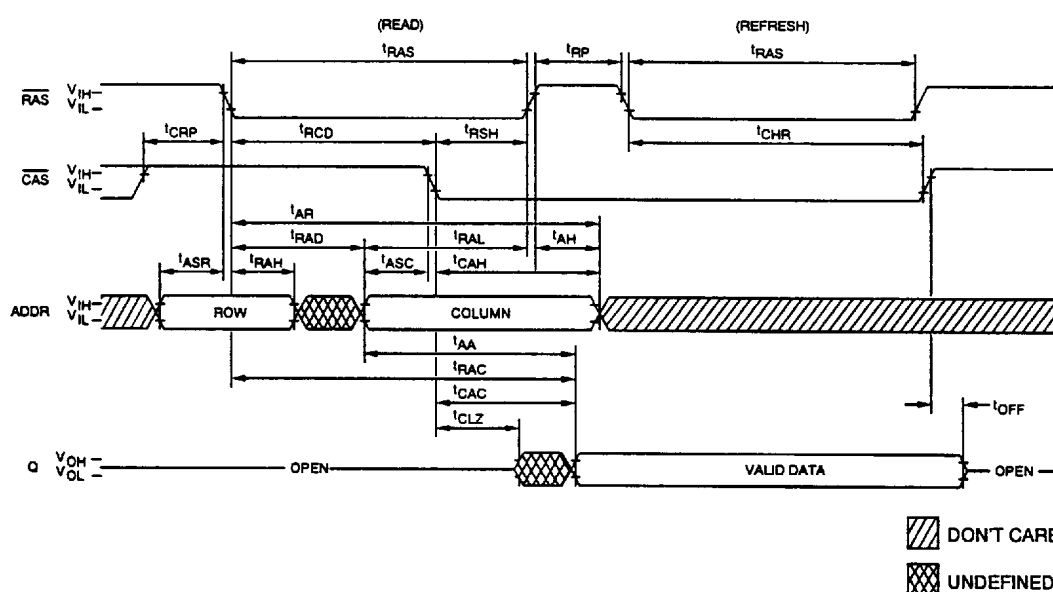 (READ) (REFRESH)
tRAS tRP tRAS
RAS VIH VIL
tCRP tRCD tRSH tCHR
CAS VIH VIL
tAR
tRAD tRAL tAH
tASR tRAH tASC tCAH
ADDR VIH VIL ROW COLUMN
tAA
tRAC
tCAC tOFF
tCLZ
Q VOH VOL OPEN VALID DATA OPEN
DON'T CARE
UNDEFINED